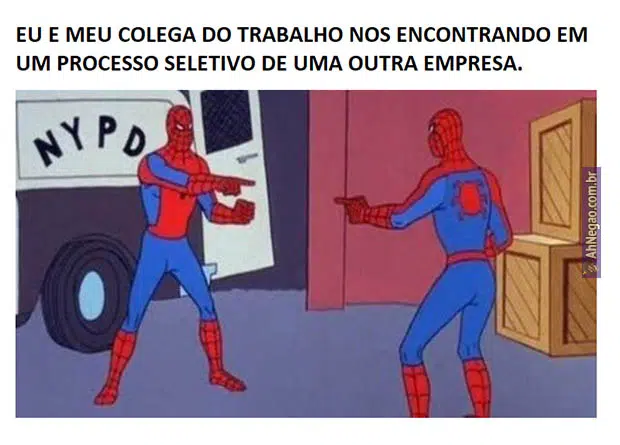 EU E MEU COLEGA DO TRABALHO NOS ENCONTRANDO EM
UM PROCESSO SELETIVO DE UMA OUTRA EMPRESA.
NYPD
AhNegao.com.br